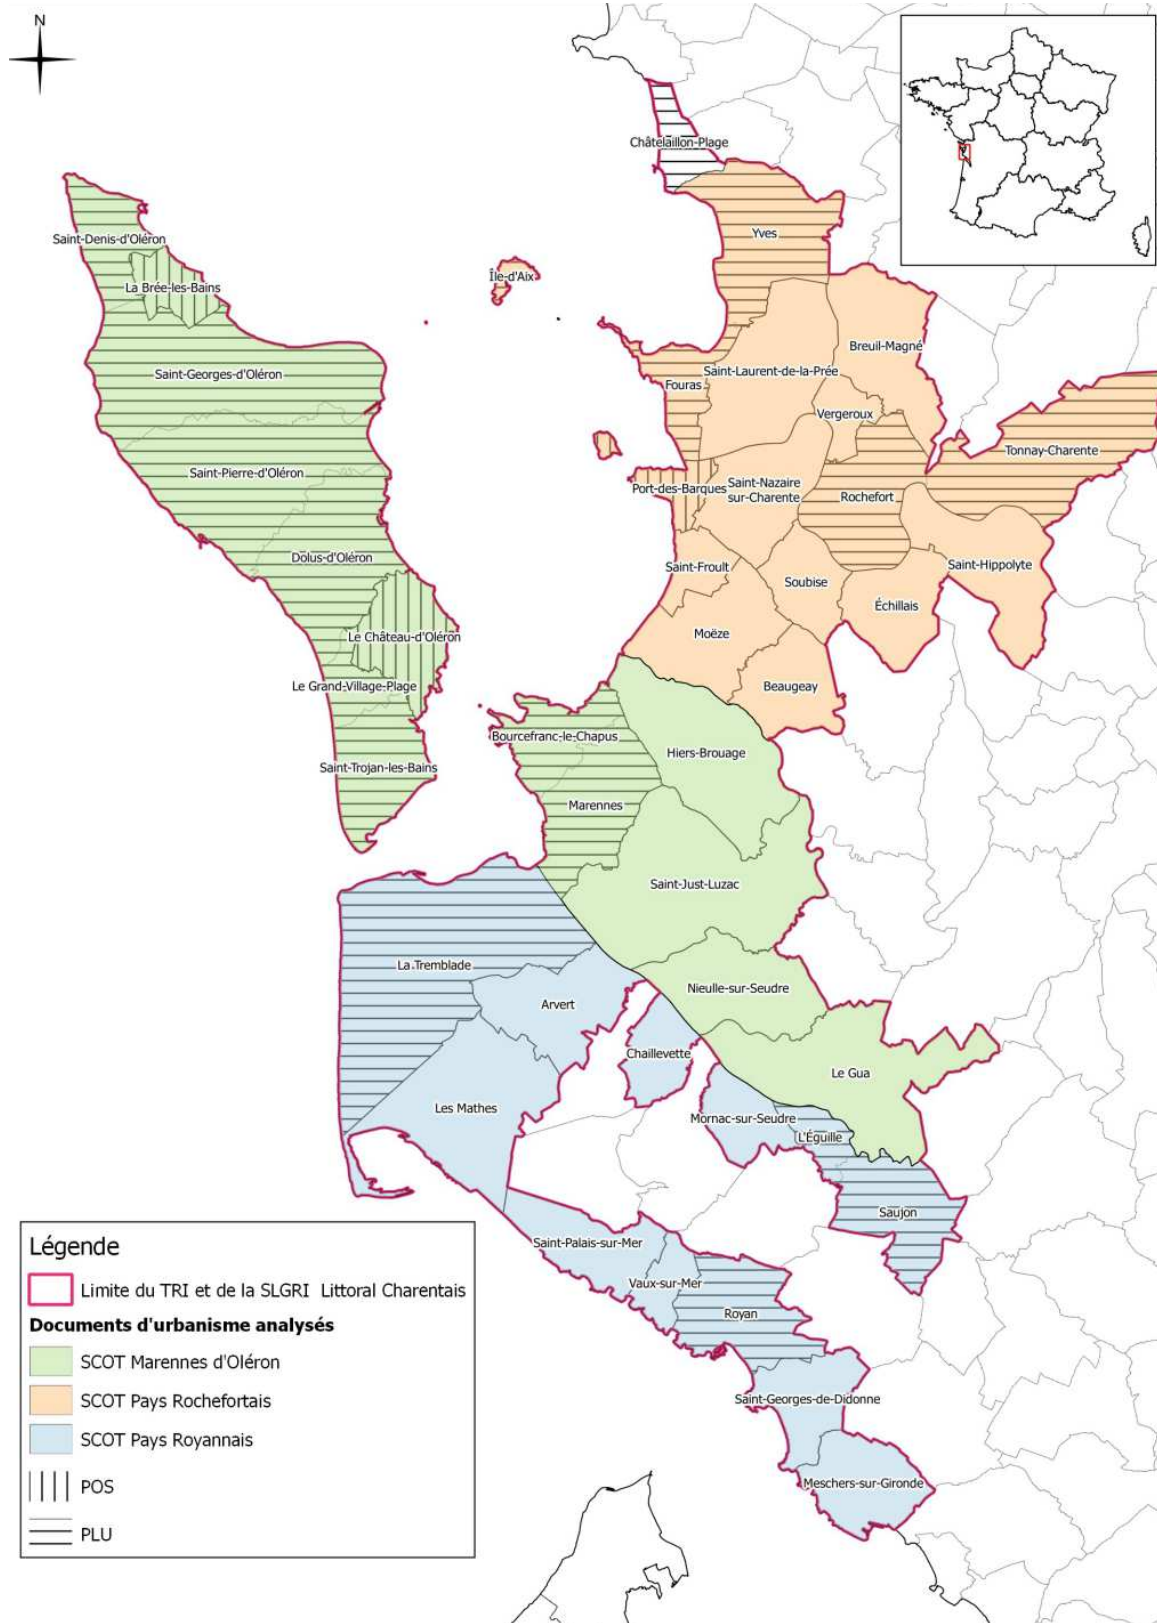 N
Châtelaillon-Plage
Yves
Saint-Denis-d'Oléron
La Brée-les-Bains
Île-d'Aix
Breuil-Magné
Saint-Georges-d'Oléron
Saint-Laurent-de-la-Prée
Fouras
Vergeroux
Tonnay-Charente
Saint-Pierre-d'Oléron
Port-des-Barques
Saint-Nazaire
sur-Charente
Rochefort
Dolus-d'Oléron
Saint-Froult
Soubise
Saint-Hippolyte
Échillais
Le Château-d'Oléron
Moëze
Le Grand-Village-Plage
Beaugeay
Bourcefranc-le-Chapus
Hiers-Brouage
Saint-Trojan-les-Bains
Marennes
Saint-Just-Luzac
La Tremblade
Nieulle-sur-Seudre
Arvert
Chaillevette
Le Gua
Les Mathes
Mornac-sur-Seudre
L'Éguille
Saujon
Saint-Palais-sur-Mer
Vaux-sur-Mer
Royan
Saint-Georges-de-Didonne
Meschers-sur-Gironde
Légende
Limite du TRI et de la SLGRI Littoral Charentais
Documents d'urbanisme analysés
SCOT Marennes d'Oléron
SCOT Pays Rochefortais
SCOT Pays Royannais
POS
PLU